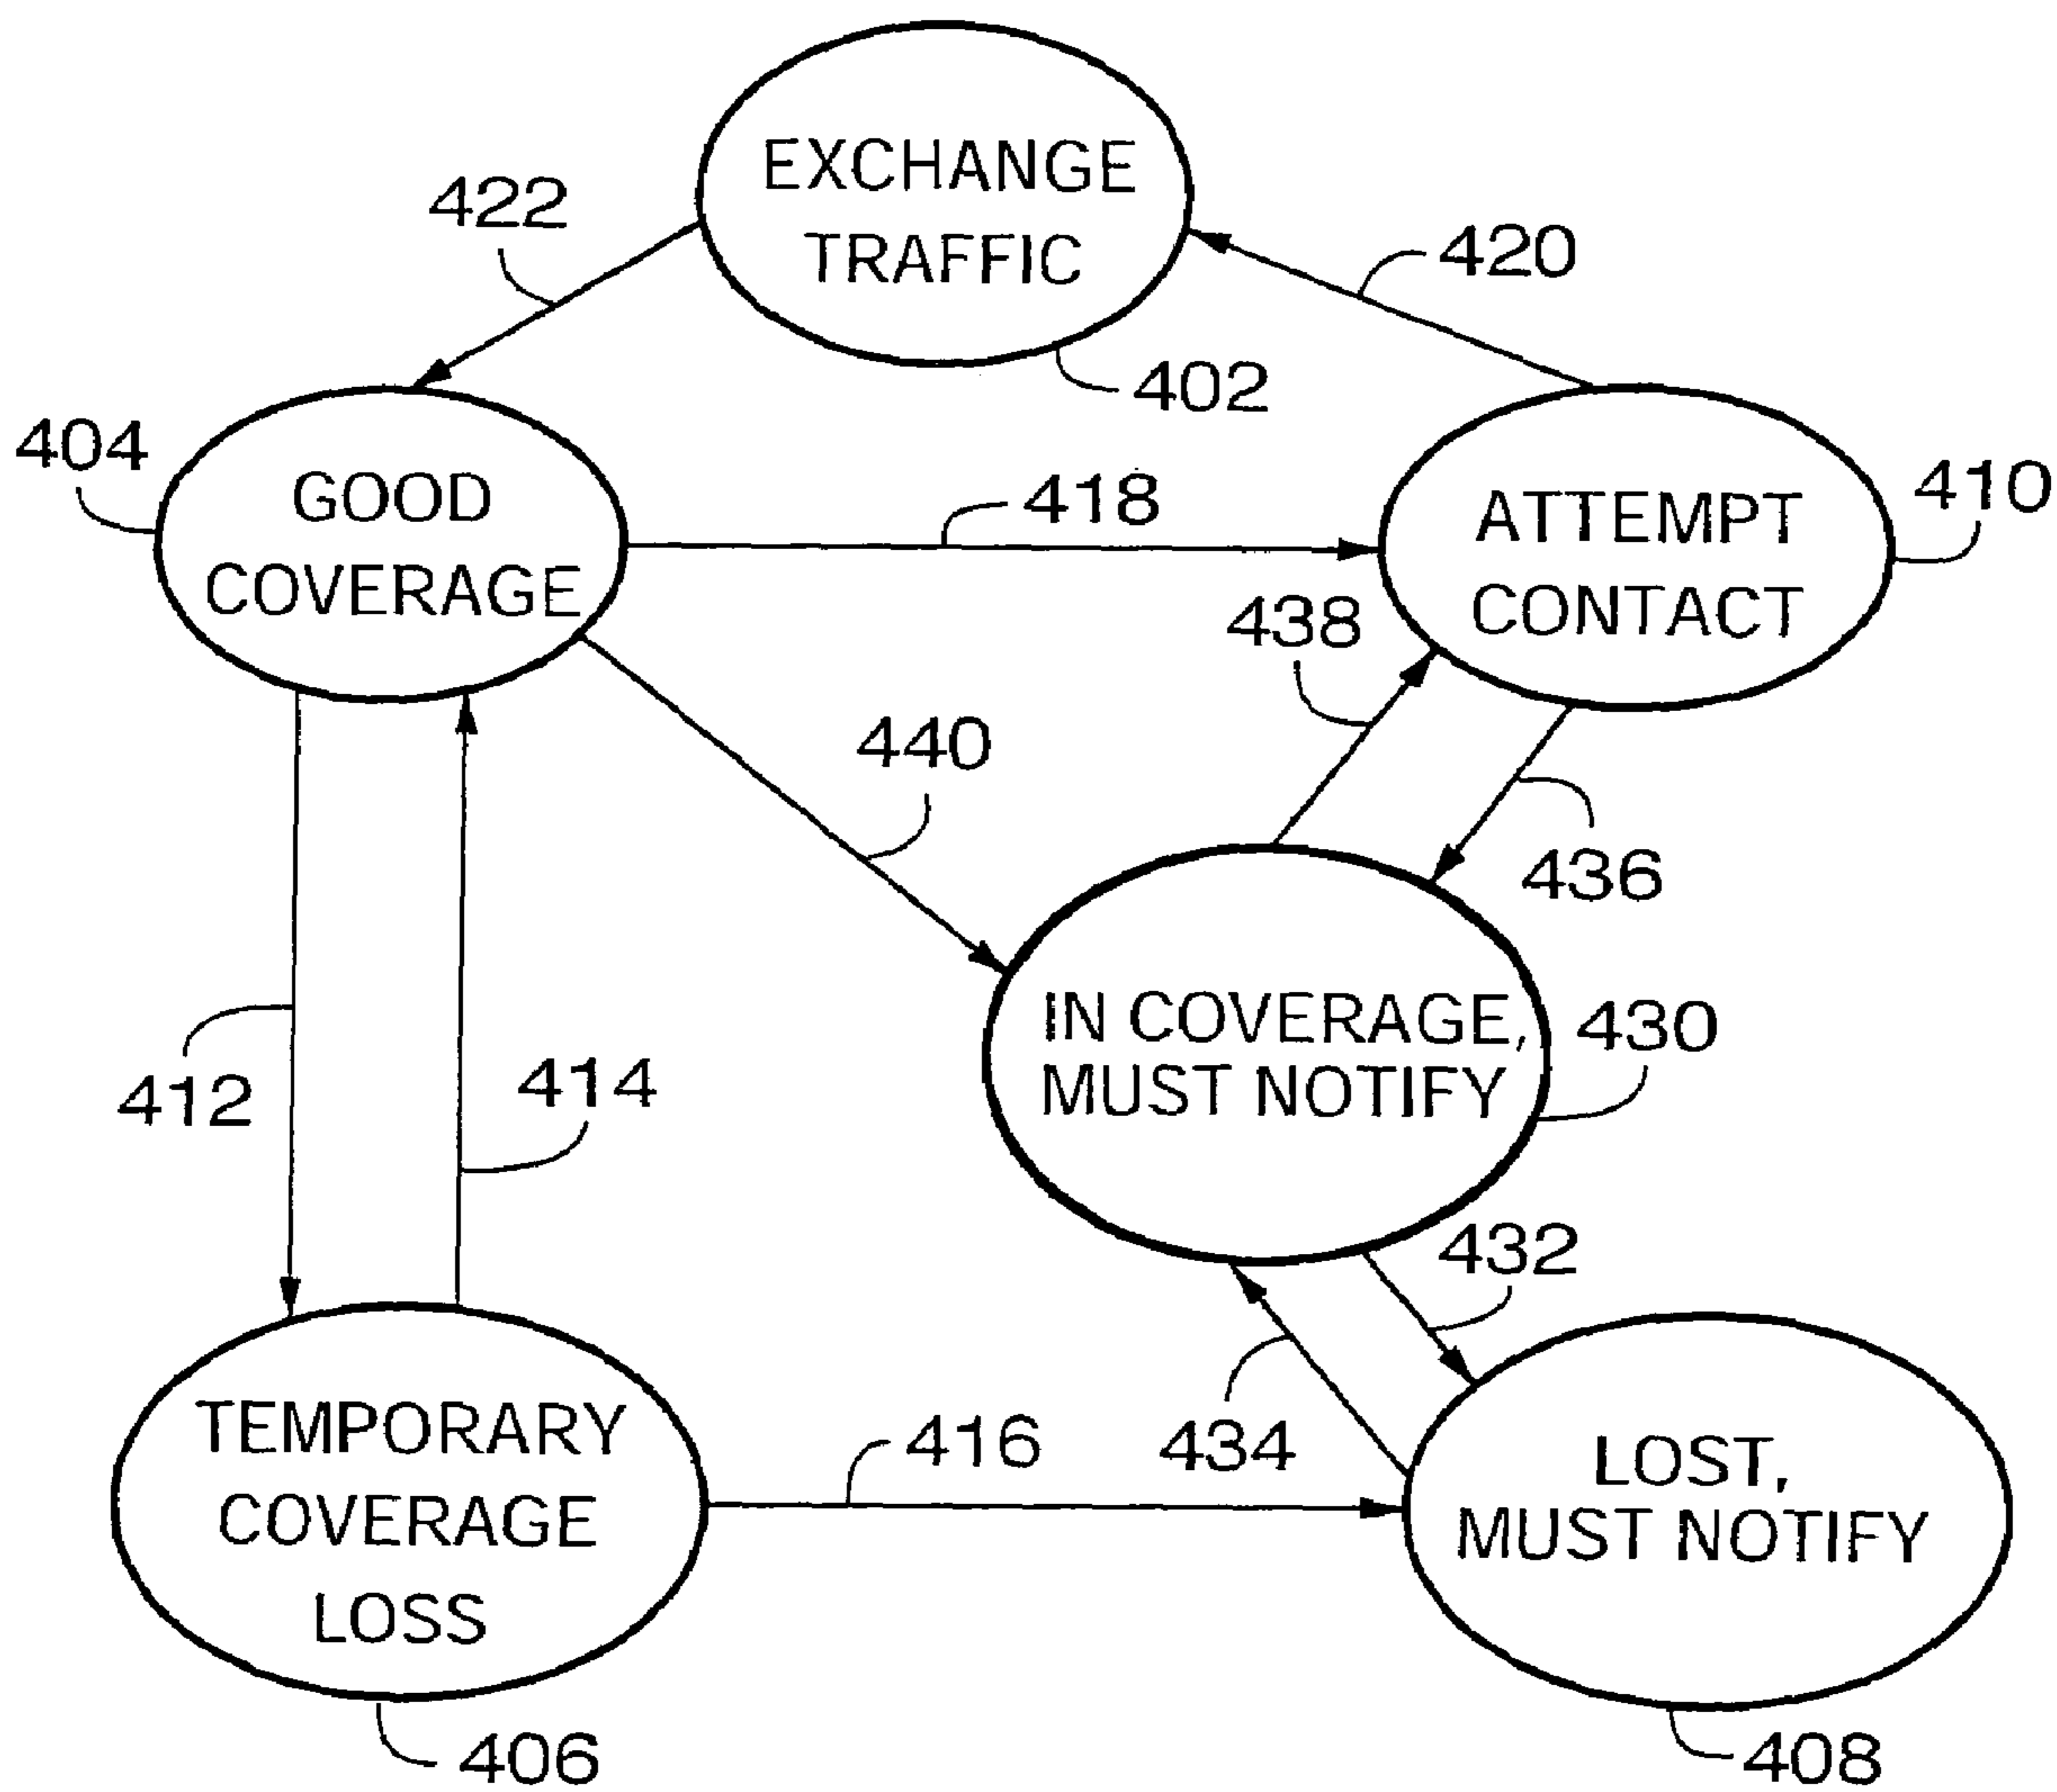 EXCHANGE
TRAFFIC
422
420
402
404
GOOD
COVERAGE
418
ATTEMPT
CONTACT
410
438
440
436
IN COVERAGE,
MUST NOTIFY
430
412
414
432
434
TEMPORARY
COVERAGE
LOSS
416
LOST,
MUST NOTIFY
406
408